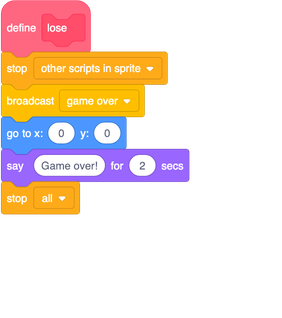 define lose
stop other scripts in sprite
broadcast game over
go to x: 0 y: 0
say Game over! for 2 secs
stop all